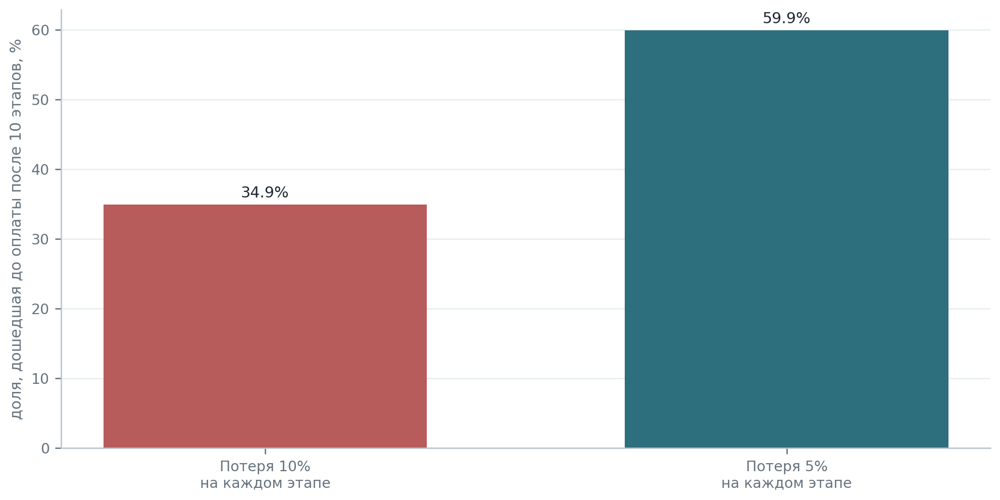 доля, дошедшая до оплаты после 10 этапов, %
60
50
40
30
20
10
0
34.9%
59.9%
Потеря 10%
на каждом этапе
Потеря 5%
на каждом этапе